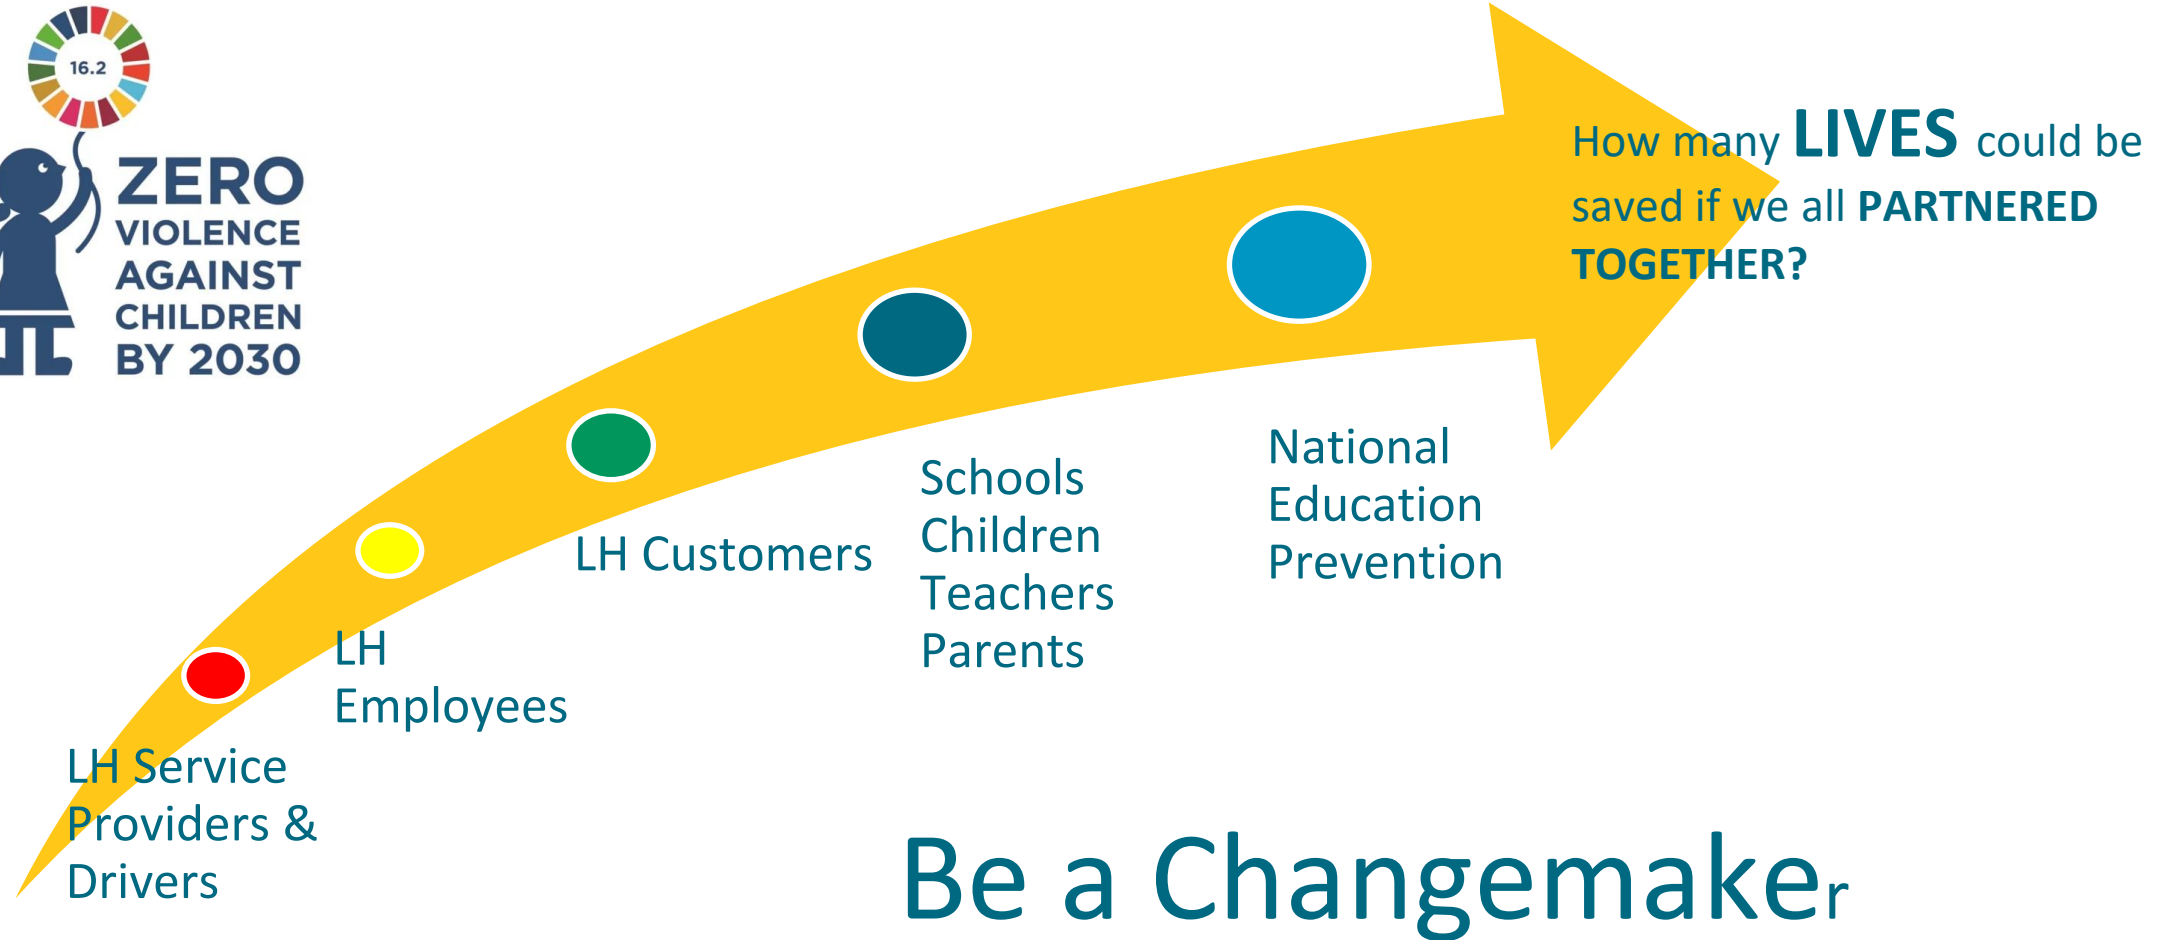 16.2
ZERO
VIOLENCE
AGAINST
CHILDREN
BY 2030
How many LIVES could be
saved if we all PARTNERED
TOGETHER?
National
Education
Prevention
Schools
Children
Teachers
Parents
LH Customers
LH
Employees
LH Service
Providers &
Drivers
Be a Changemaker